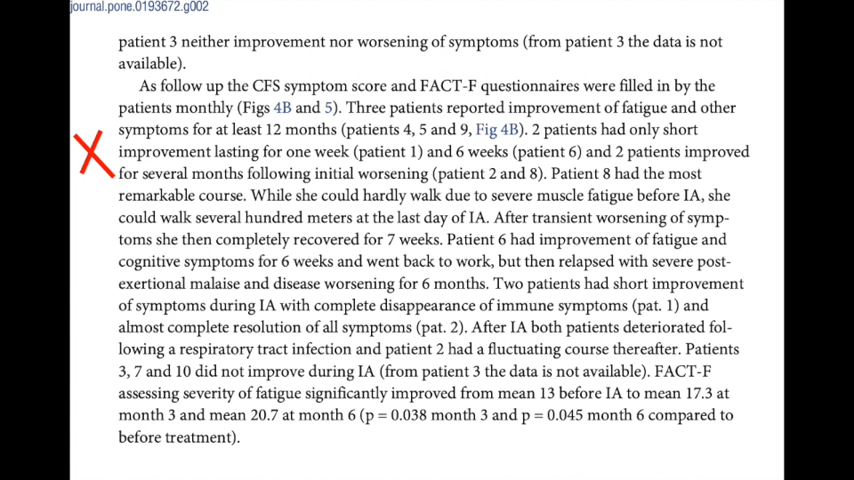 journal.pone.0193672.g002
patient 3 neither improvement nor worsening of symptoms (from patient 3 the data is not
available).
As follow up the CFS symptom score and FACT-F questionnaires were filled in by the
patients monthly (Figs 4B and 5). Three patients reported improvement of fatigue and other
symptoms for at least 12 months (patients 4, 5 and 9, Fig 4B). 2 patients had only short
improvement lasting for one week (patient 1) and 6 weeks (patient 6) and 2 patients improved
for several months following initial worsening (patient 2 and 8). Patient 8 had the most
remarkable course. While she could hardly walk due to severe muscle fatigue before IA, she
could walk several hundred meters at the last day of IA. After transient worsening of symp-
toms she then completely recovered for 7 weeks. Patient 6 had improvement of fatigue and
cognitive symptoms for 6 weeks and went back to work, but then relapsed with severe post-
exertional malaise and disease worsening for 6 months. Two patients had short improvement
of symptoms during IA with complete disappearance of immune symptoms (pat. 1) and
almost complete resolution of all symptoms (pat. 2). After IA both patients deteriorated fol-
lowing a respiratory tract infection and patient 2 had a fluctuating course thereafter. Patients
3, 7 and 10 did not improve during IA (from patient 3 the data is not available). FACT-F
assessing severity of fatigue significantly improved from mean 13 before IA to mean 17.3 at
month 3 and mean 20.7 at month 6 (p = 0.038 month 3 and p = 0.045 month 6 compared to
before treatment).